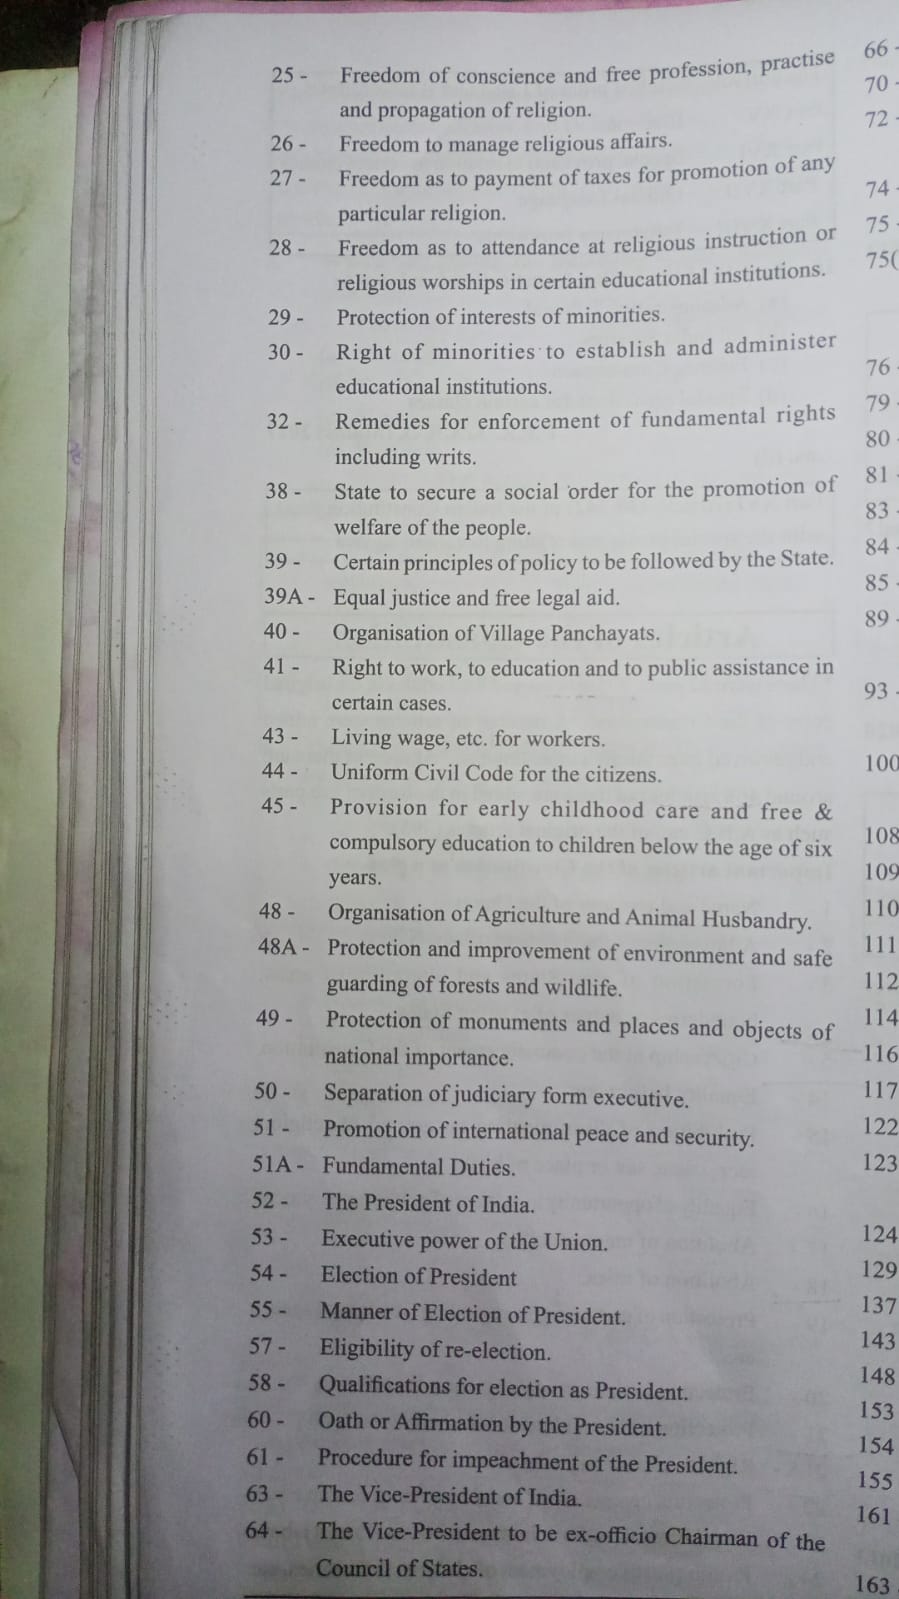 25 - Freedom of conscience and free profession, practise
and propagation of religion.
26 - Freedom to manage religious affairs.
27 - Freedom as to payment of taxes for promotion of any
particular religion.
28 - Freedom as to attendance at religious instruction or
religious worships in certain educational institutions.
29 - Protection of interests of minorities.
30 - Right of minorities to establish and administer
educational institutions.
32 - Remedies for enforcement of fundamental rights
including writs.
38 - State to secure a social order for the promotion of
welfare of the people.
39 - Certain principles of policy to be followed by the State.
39A - Equal justice and free legal aid.
40 - Organisation of Village Panchayats.
41 - Right to work, to education and to public assistance in
certain cases.
43 - Living wage, etc. for workers.
44 - Uniform Civil Code for the citizens.
45 - Provision for early childhood care and free &
compulsory education to children below the age of six
years.
48 - Organisation of Agriculture and Animal Husbandry.
48A - Protection and improvement of environment and safe
guarding of forests and wildlife.
49 - Protection of monuments and places and objects of
national importance.
50 - Separation of judiciary form executive.
51 - Promotion of international peace and security.
51A - Fundamental Duties.
52 - The President of India.
53 - Executive power of the Union.
54 - Election of President
55 - Manner of Election of President.
57 - Eligibility of re-election.
58 - Qualifications for election as President.
60 - Oath or Affirmation by the President.
61 - Procedure for impeachment of the President.
63 - The Vice-President of India.
64 - The Vice-President to be ex-officio Chairman of the
Council of States.
66 -
70 -
72 -
74 -
75 -
75(
76 -
79 -
80 -
81 -
83 -
84 -
85 -
89 -
93 -
100
108
109
110
111
112
114
116
117
122
123
124
129
137
143
148
153
154
155
161
163